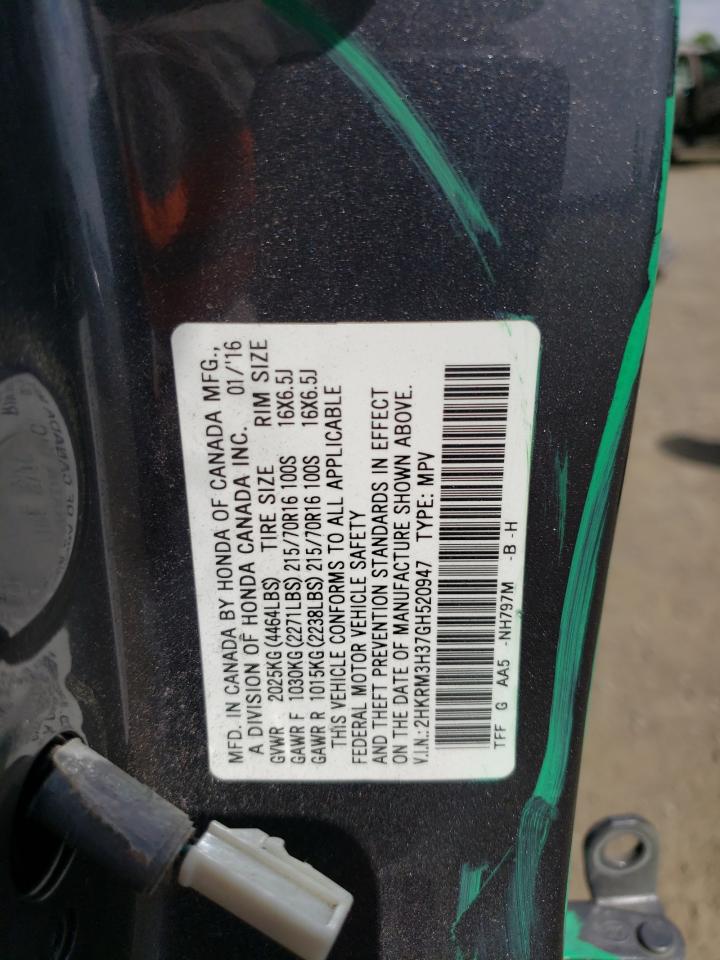 MFD. IN CANADA BY HONDA OF CANADA MFG.,
A DIVISION OF HONDA CANADA INC. 01/'16
GVWR 2025KG(4464LBS) TIRE SIZE RIM SIZE
GAWR F 1030KG(2271LBS)215/70R16 100S 16X6.5J
GAWR R 1015KG(2238LBS)215/70R16 100S 16X6.5J
THIS VEHICLE CONFORMS TO ALL APPLICABLE
FEDERAL MOTOR VEHICLE SAFETY
AND THEFT PREVENTION STANDARDS IN EFFECT
ON THE DATE OF MANUFACTURE SHOWN ABOVE.
V.I.N.:2HKRM3H37GH520947 TYPE: MPV
TFF G AA5 -NH797M -B -H